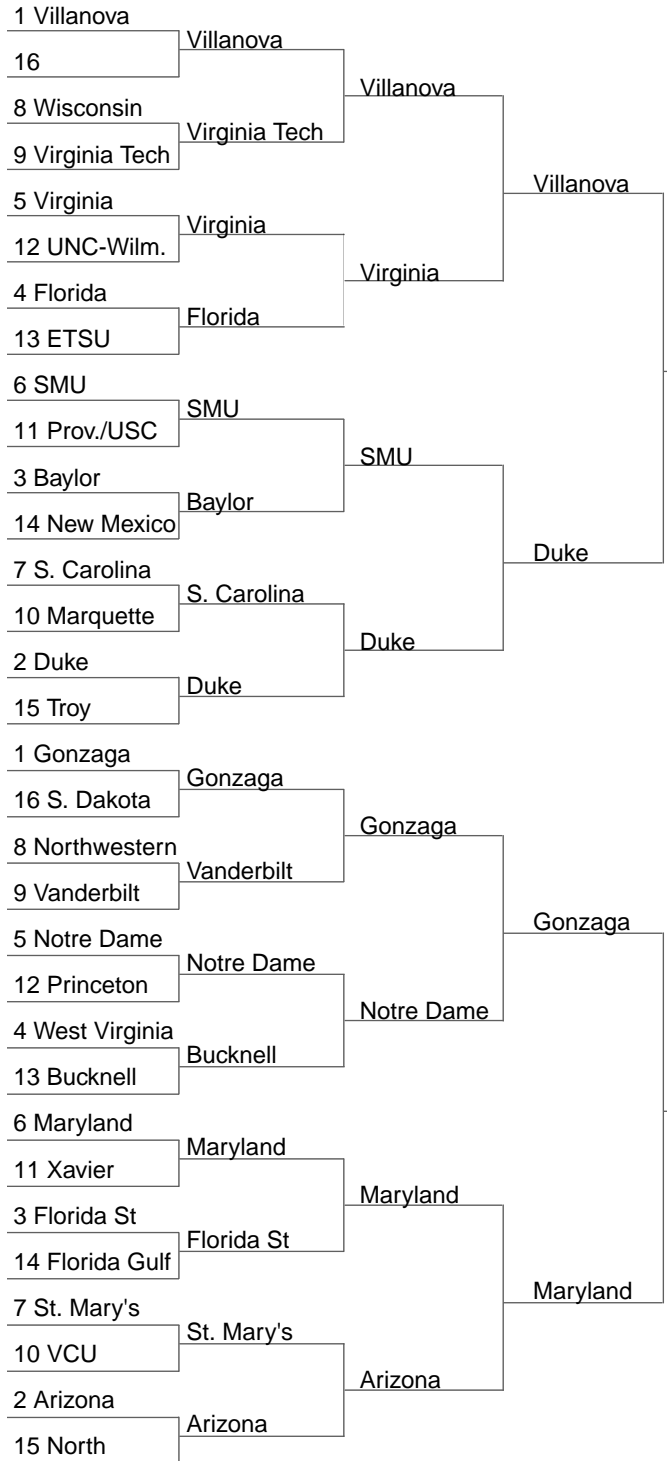 1 Villanova
Villanova
16
Villanova
8 Wisconsin
Virginia Tech
9 Virginia Tech
Villanova
5 Virginia
Virginia
12 UNC-Wilm.
Virginia
4 Florida
Florida
13 ETSU
6 SMU
SMU
11 Prov./USC
SMU
3 Baylor
Baylor
14 New Mexico
Duke
7 S. Carolina
S. Carolina
10 Marquette
Duke
2 Duke
Duke
15 Troy
1 Gonzaga
Gonzaga
16 S. Dakota
Gonzaga
8 Northwestern
Vanderbilt
9 Vanderbilt
Gonzaga
5 Notre Dame
Notre Dame
12 Princeton
Notre Dame
4 West Virginia
Bucknell
13 Bucknell
6 Maryland
Maryland
11 Xavier
Maryland
3 Florida St
Florida St
14 Florida Gulf
Maryland
7 St. Mary's
St. Mary's
10 VCU
Arizona
2 Arizona
Arizona
15 North